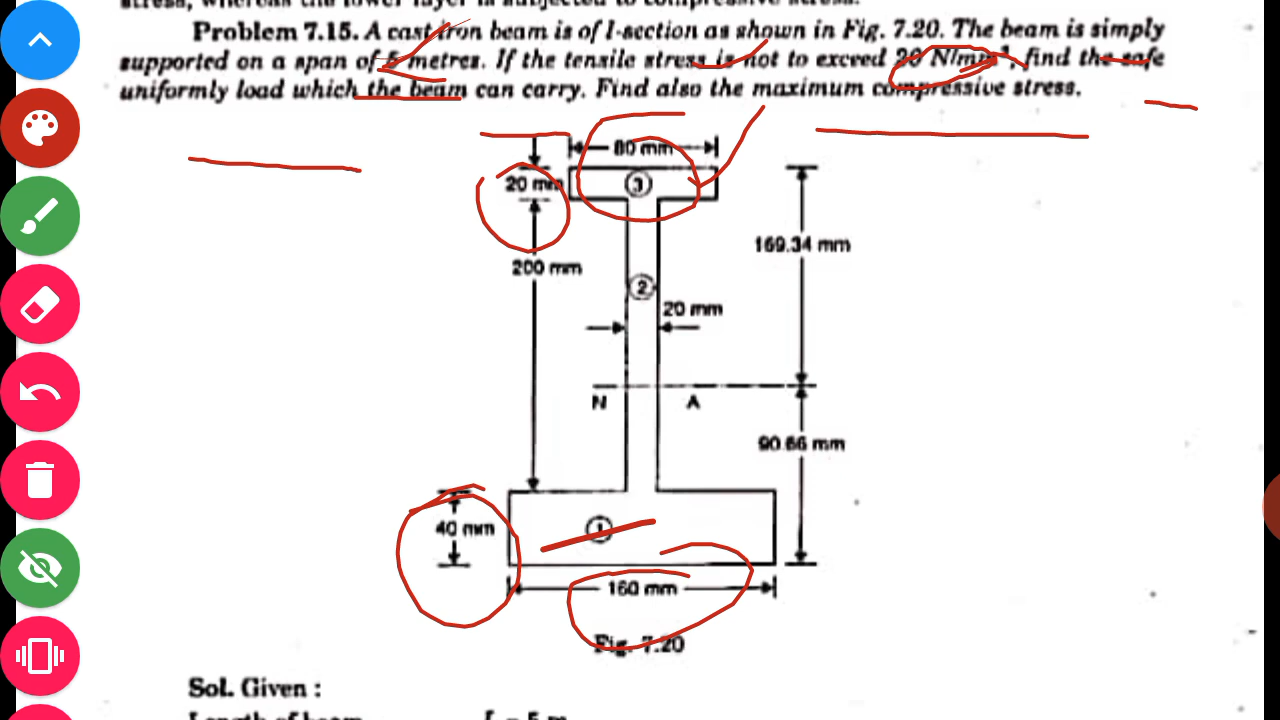 Problem 7.15. A cast iron beam is of I-section as shown in Fig. 7.20. The beam is simply
supported on a span of 5 metres. If the tensile stress is not to exceed 20 N/mm², find the safe
uniformly load which the beam can carry. Find also the maximum compressive stress.
80 mm
20 mm
3
200 mm
169.34 mm
2
20 mm
N
A
90.66 mm
40 mm
1
160 mm
Fig. 7.20
Sol. Given :
Length of beam,